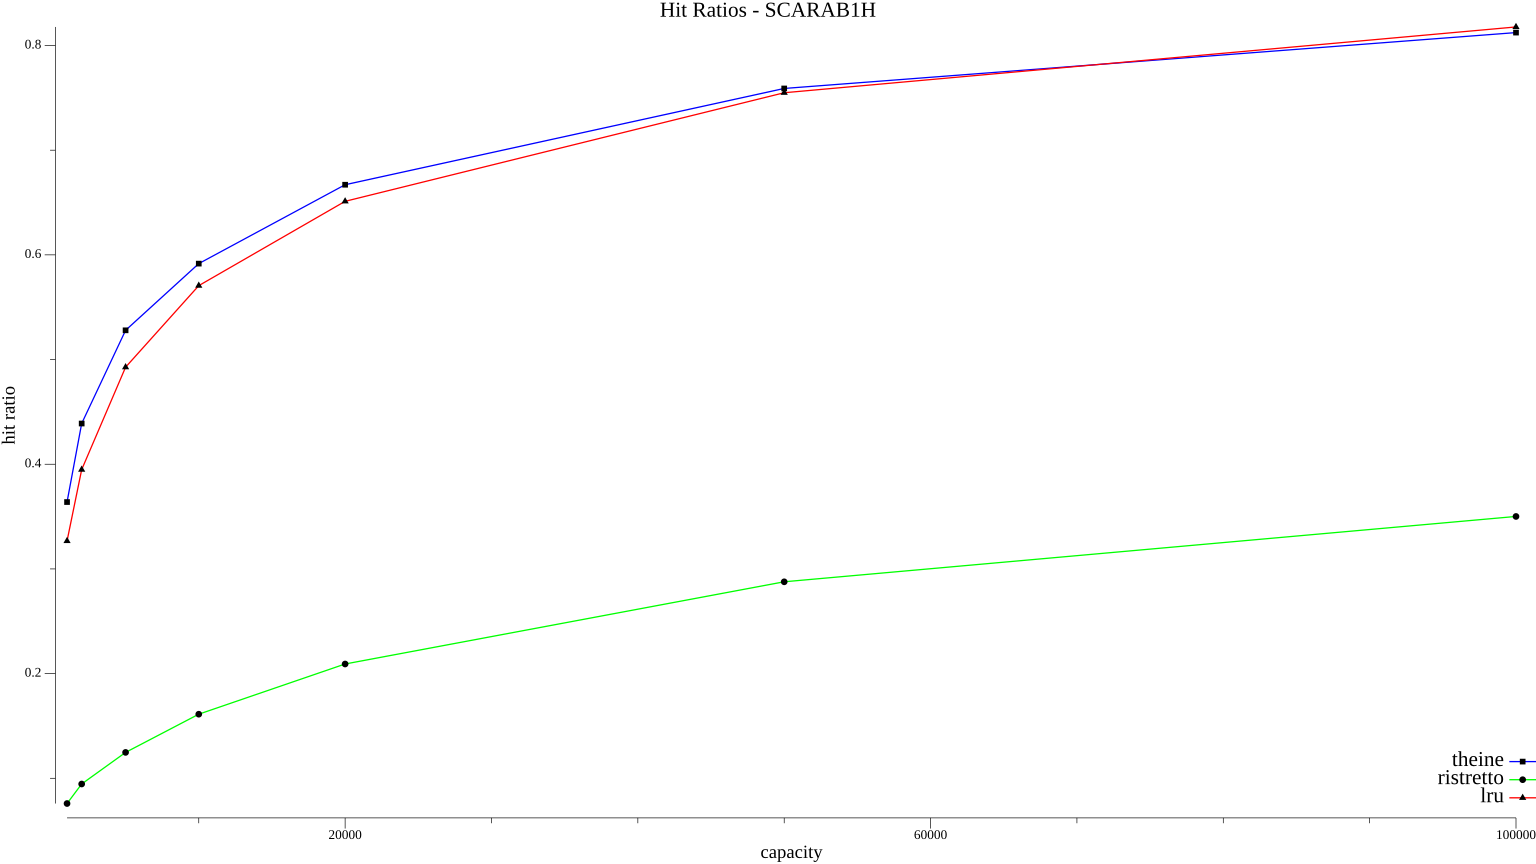 Hit Ratios - SCARAB1H
0.8
0.6
0.4
0.2
hit ratio
20000
60000
100000
capacity
theine
ristretto
lru